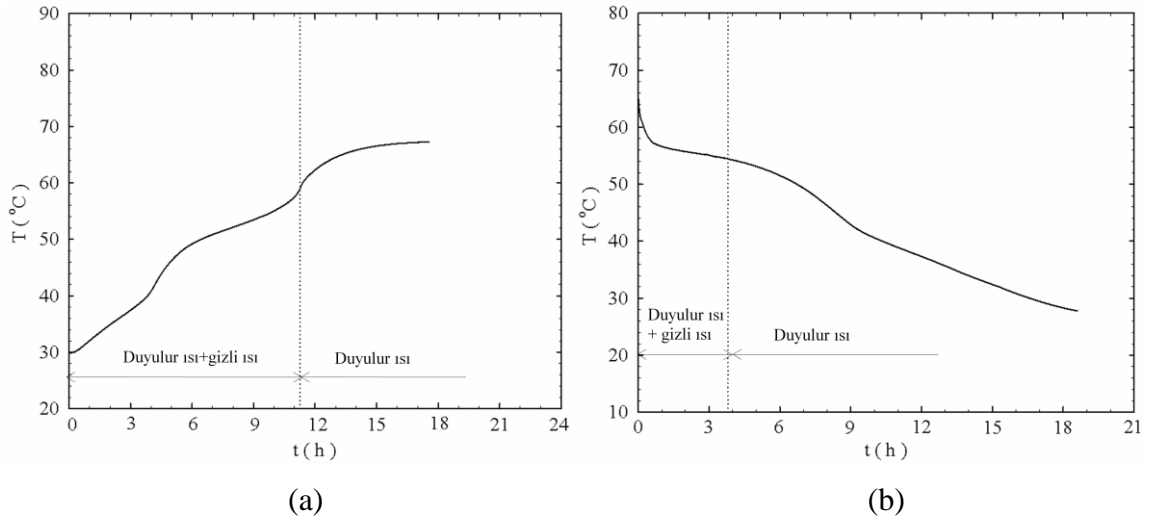 90
80
70
60
50
40
30
20
T ( °C )
Duyulur ısı+gizli ısı
Duyulur ısı
0 3 6 9 12 15 18 21 24
t ( h )
(a)
80
70
60
50
40
30
20
10
T ( °C )
Duyulur ısı
+ gizli ısı
Duyulur ısı
0 3 6 9 12 15 18 21
t ( h )
(b)